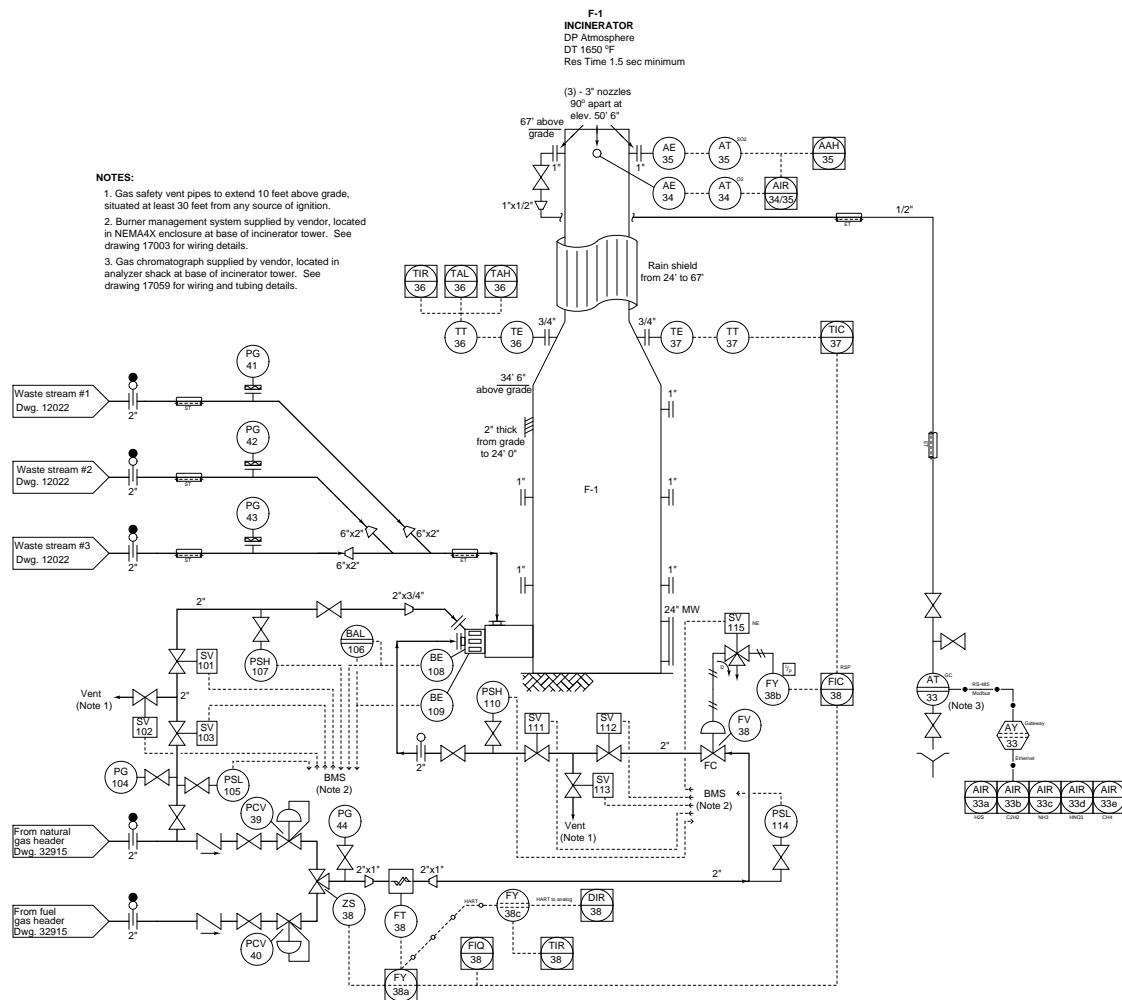 F-1
INCINERATOR
DP Atmosphere
DT 1650 °F
Res Time 1.5 sec minimum
(3) - 3" nozzles
90° apart at
elev. 50' 6"
67' above
grade
1"
1"
AE
35
AT
35
SO2
AAH
35
AE
34
AT
34
O2
AIR
34/35
1"x1/2"
ET
1/2"
NOTES:
1. Gas safety vent pipes to extend 10 feet above grade,
situated at least 30 feet from any source of ignition.
2. Burner management system supplied by vendor, located
in NEMA4X enclosure at base of incinerator tower. See
drawing 17003 for wiring details.
3. Gas chromatograph supplied by vendor, located in
analyzer shack at base of incinerator tower. See
drawing 17059 for wiring and tubing details.
Rain shield
from 24' to 67'
TIR
36
TAL
36
TAH
36
TT
36
TE
36
3/4"
3/4"
TE
37
TT
37
TIC
37
PG
41
34' 6"
above grade
Waste stream #1
Dwg. 12022
2"
ST
1"
2" thick
from grade
to 24' 0"
ET
PG
42
Waste stream #2
Dwg. 12022
2"
ST
1"
F-1
1"
PG
43
6"x2"
6"x2"
Waste stream #3
Dwg. 12022
2"
ST
6"x2"
ET
1"
1"
2"
2"x3/4"
24" MW
SV
115
NE
BAL
106
SV
101
PSH
107
BE
108
D
I/P
FY
38b
RSP
FIC
38
AT
33
GC
RS-485
Modbus
(Note 3)
Vent
(Note 1)
2"
BE
109
PSH
110
SV
111
SV
112
FV
38
SV
102
SV
103
AY
33
Gateway
Ethernet
2"
2"
FC
PG
104
PSL
105
BMS
(Note 2)
SV
113
BMS
(Note 2)
PSL
114
AIR
33a
AIR
33b
AIR
33c
AIR
33d
AIR
33e
H2S
C2H2
NH3
HNO3
CH4
PCV
39
PG
44
Vent
(Note 1)
From natural
gas header
Dwg. 32915
2"
2"x1"
2"x1"
2"
From fuel
gas header
Dwg. 32915
2"
ZS
38
FT
38
HART
FY
38c
HART to analog
DIR
38
PCV
40
FIQ
38
TIR
38
FY
38a